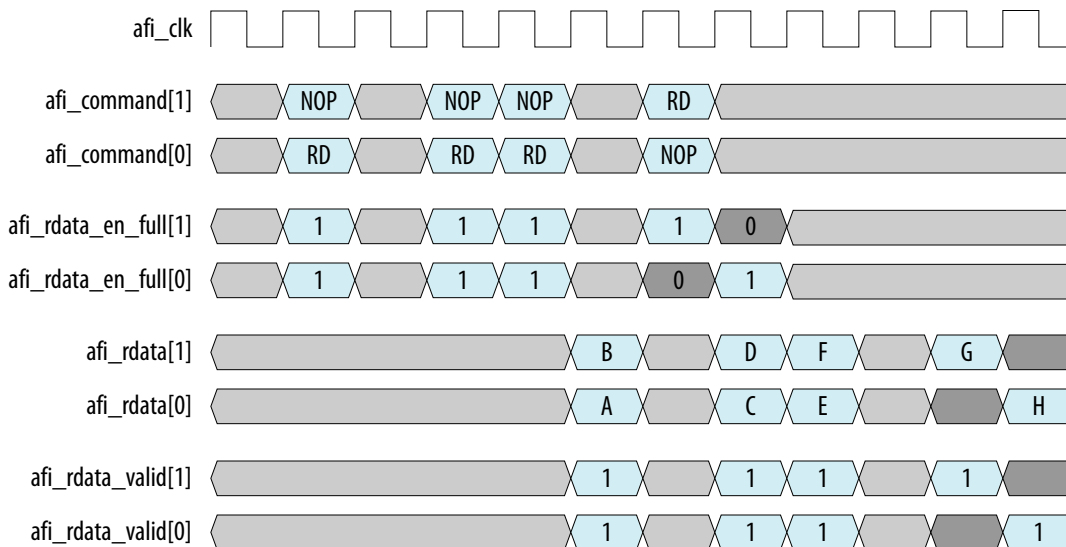 afi_clk
afi_command[1] NOP NOP NOP RD
afi_command[0] RD RD RD NOP
afi_rdata_en_full[1] 1 1 1 1 0
afi_rdata_en_full[0] 1 1 1 0 1
afi_rdata[1] B D F G
afi_rdata[0] A C E H
afi_rdata_valid[1] 1 1 1 1
afi_rdata_valid[0] 1 1 1 1